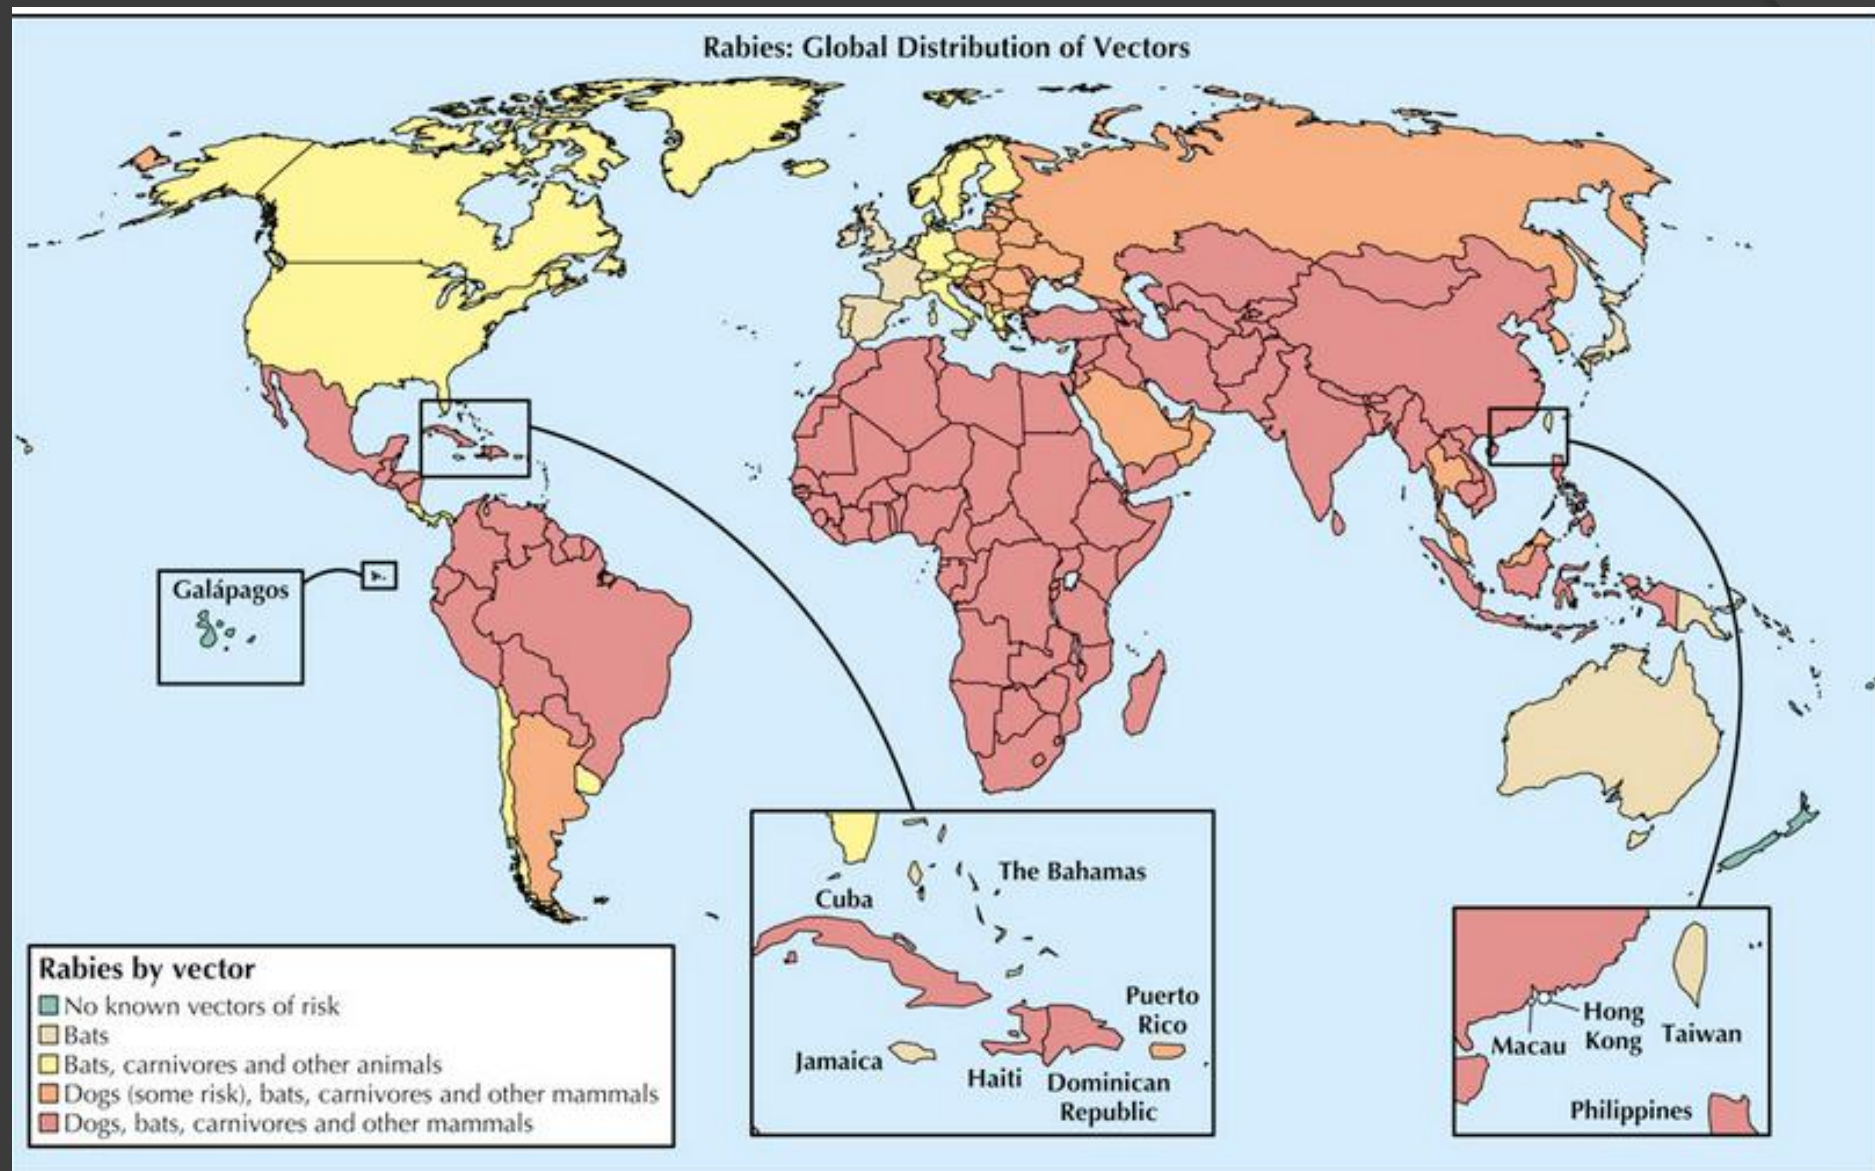 Rabies: Global Distribution of Vectors
Galápagos
The Bahamas
Cuba
Puerto
Rico
Jamaica
Haiti
Dominican
Republic
Hong
Kong
Macau
Taiwan
Philippines
Rabies by vector
No known vectors of risk
Bats
Bats, carnivores and other animals
Dogs (some risk), bats, carnivores and other mammals
Dogs, bats, carnivores and other mammals